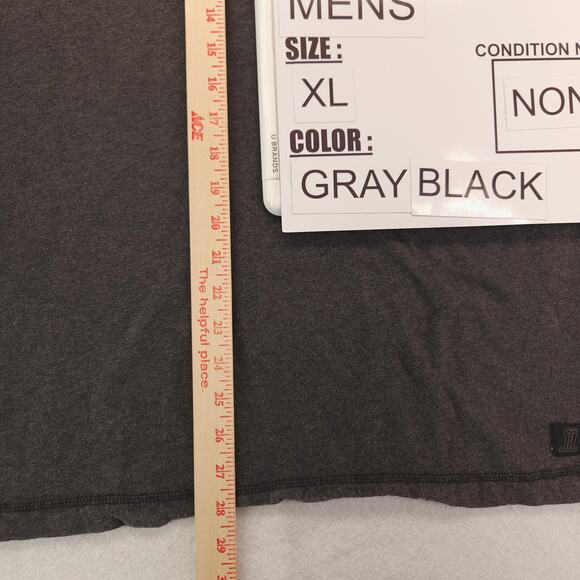 MENS
SIZE :
CONDITION N
XL
NON
COLOR :
GRAY BLACK
U BRANDS
14
15
16
17
ACE
18
19
20
21
22
The helpful place.
23
24
25
26
27
28
29
3